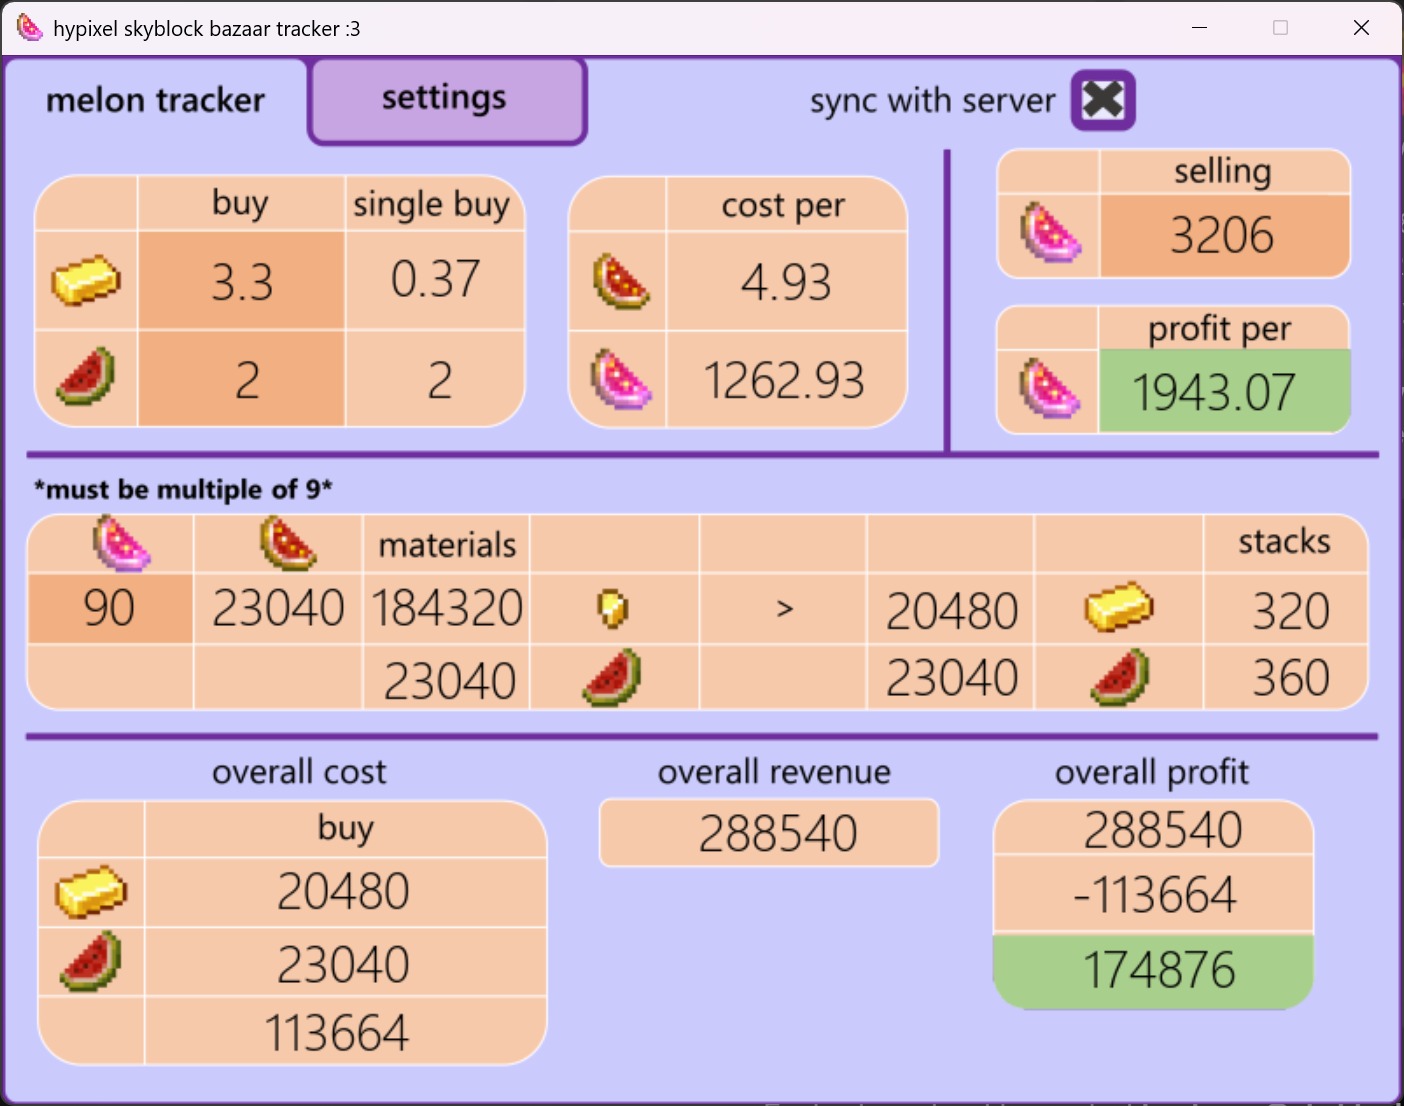 hypixel skyblock bazaar tracker :3
melon tracker
settings
sync with server
buy
single buy
3.3
0.37
2
2
cost per
4.93
1262.93
selling
3206
profit per
1943.07
*must be multiple of 9*
materials
stacks
90
23040
184320
>
20480
320
23040
23040
360
overall cost
buy
20480
23040
113664
overall revenue
288540
overall profit
288540
-113664
174876